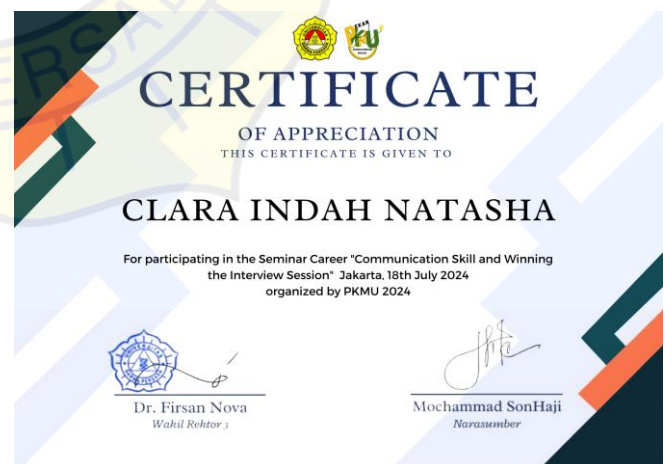 PKU
CERTIFICATE
OF APPRECIATION
THIS CERTIFICATE IS GIVEN TO
CLARA INDAH NATASHA
For participating in the Seminar Career "Communication Skill and Winning
the Interview Session" Jakarta, 18th July 2024
organized by PKMU 2024
Dr. Firsan Nova
Wakil Rektor 3
Mochammad SonHaji
Narasumber